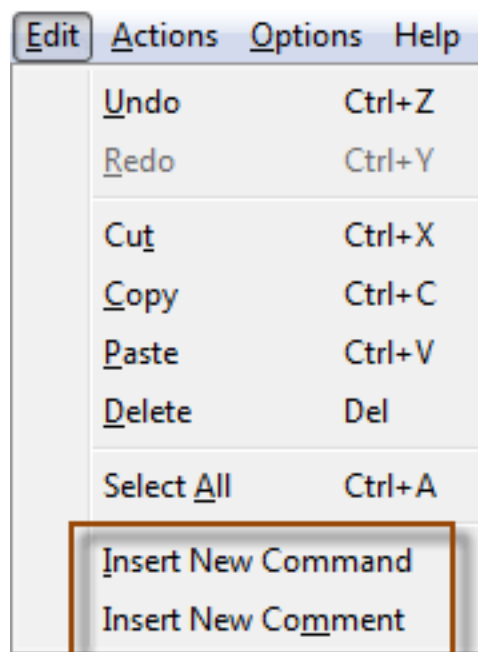 Edit Actions Options Help
Undo Ctrl+Z
Redo Ctrl+Y
Cut Ctrl+X
Copy Ctrl+C
Paste Ctrl+V
Delete Del
Select All Ctrl+A
Insert New Command
Insert New Comment